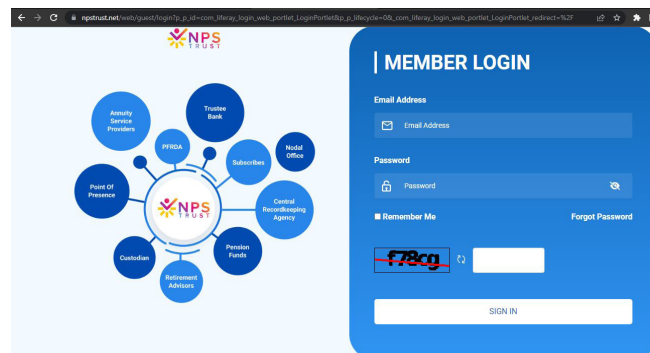 npstrust.net/web/guest/login?p_p_id=com_liferay_login_web_portlet_LoginPortlet&p_p_lifecycle=0&_com_liferay_login_web_portlet_LoginPortlet_redirect=%2F
NPS
TRUST
Annuity
Service
Providers
Trustee
Bank
PFRDA
Subscribes
Nodal
Office
Point Of
Presence
NPS
TRUST
Central
Recordkeeping
Agency
Custodian
Pension
Funds
Retirement
Advisors
MEMBER LOGIN
Email Address
Email Address
Password
Password
Remember Me
Forgot Password
f78cg
SIGN IN